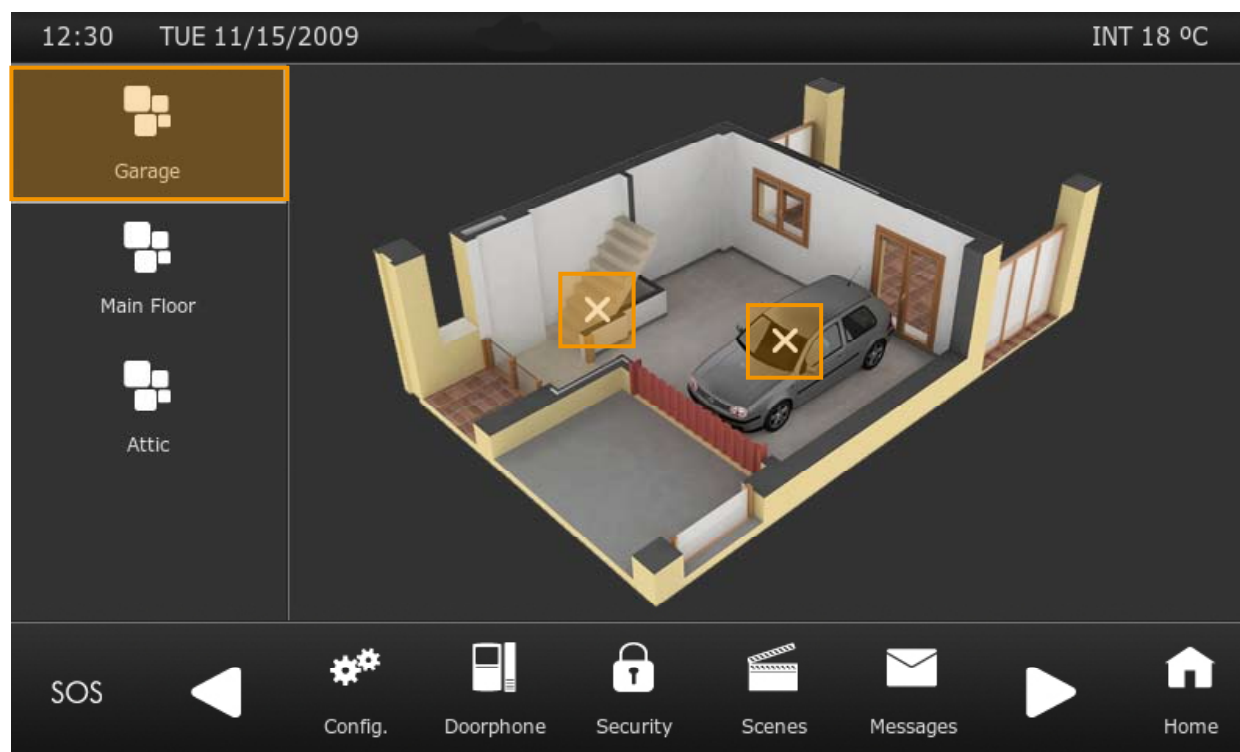 12:30 TUE 11/15/2009 INT 18 ºC
Garage
Main Floor
Attic
SOS
Config. Doorphone Security Scenes Messages Home